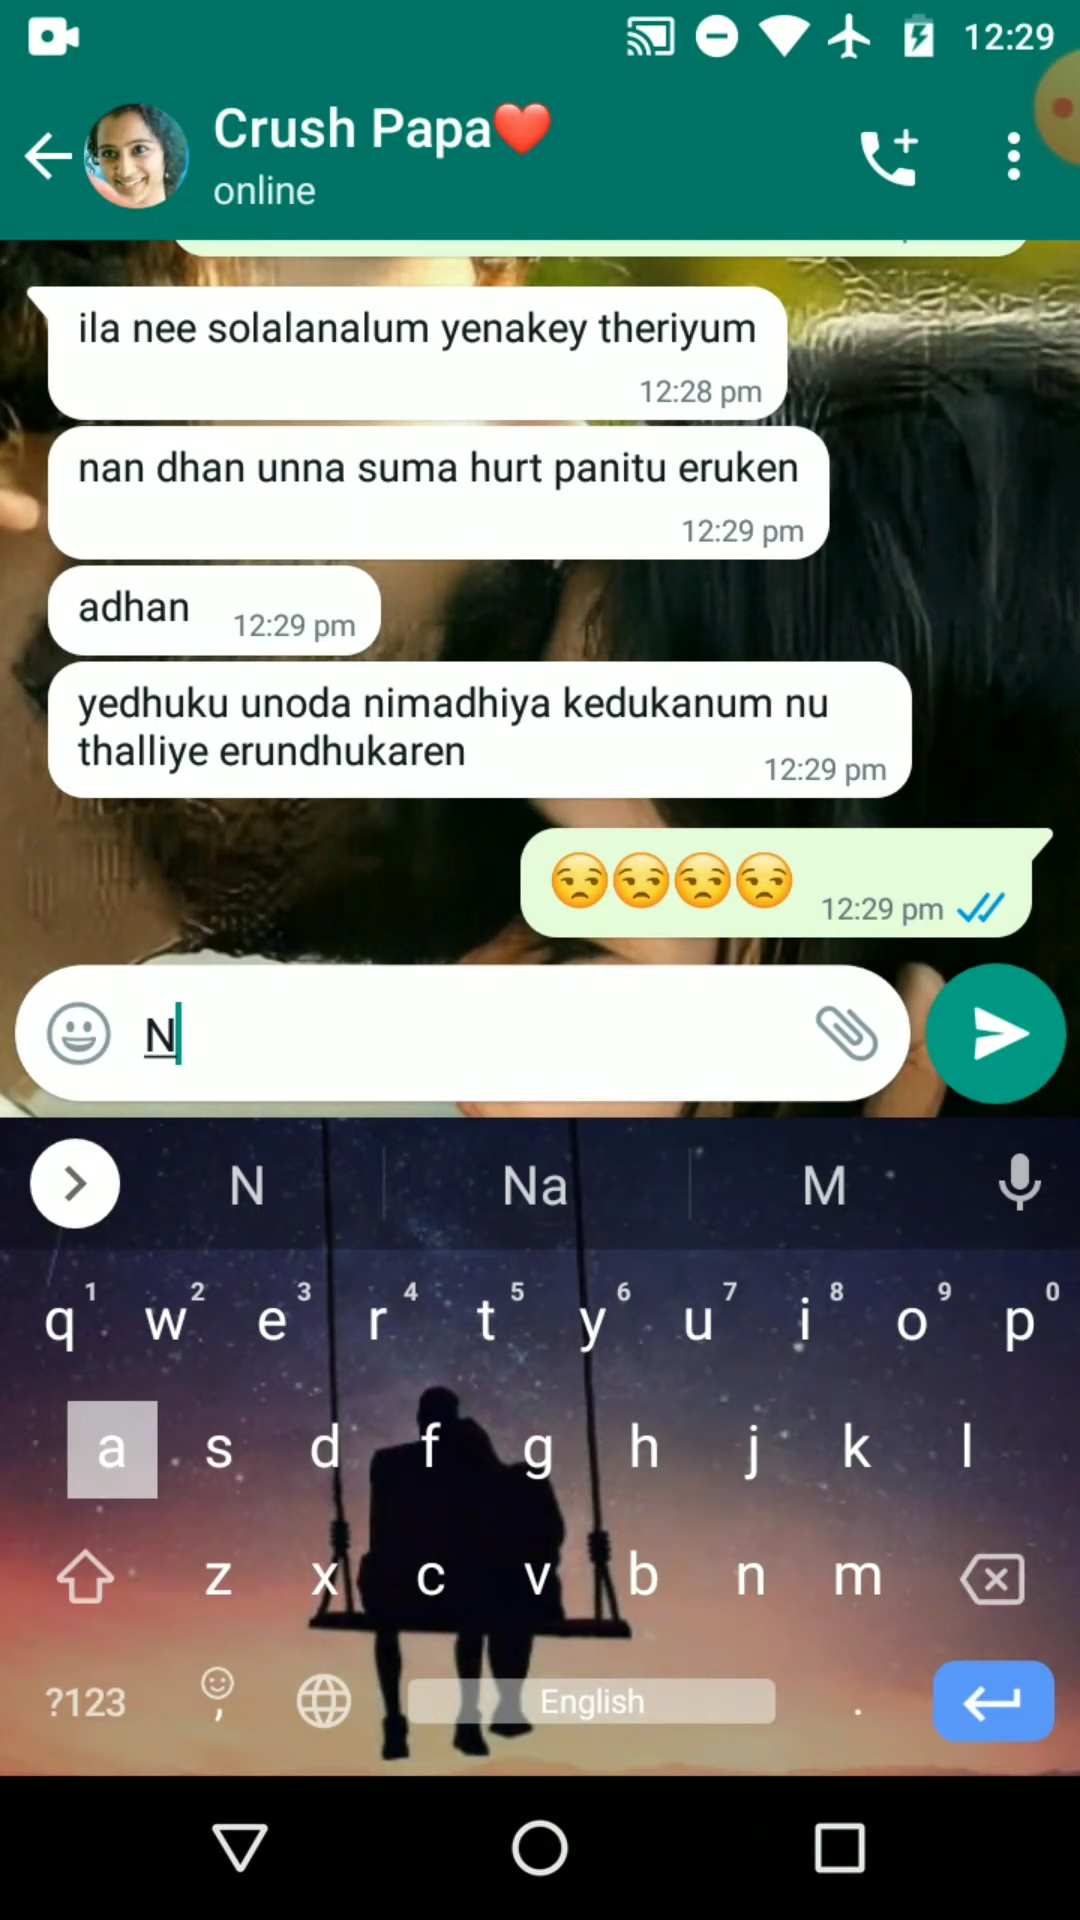 12:29
Crush Papa❤️
online
ila nee solalanalum yenakey theriyum
12:28 pm
nan dhan unna suma hurt panitu eruken
12:29 pm
adhan 12:29 pm
yedhuku unoda nimadhiya kedukanum nu
thalliye erundhukaren 12:29 pm
😒😒😒😒 12:29 pm
N
N Na M
1 2 3 4 5 6 7 8 9 0
q w e r t y u i o p
a s d f g h j k l
z x c v b n m
?123 , English .